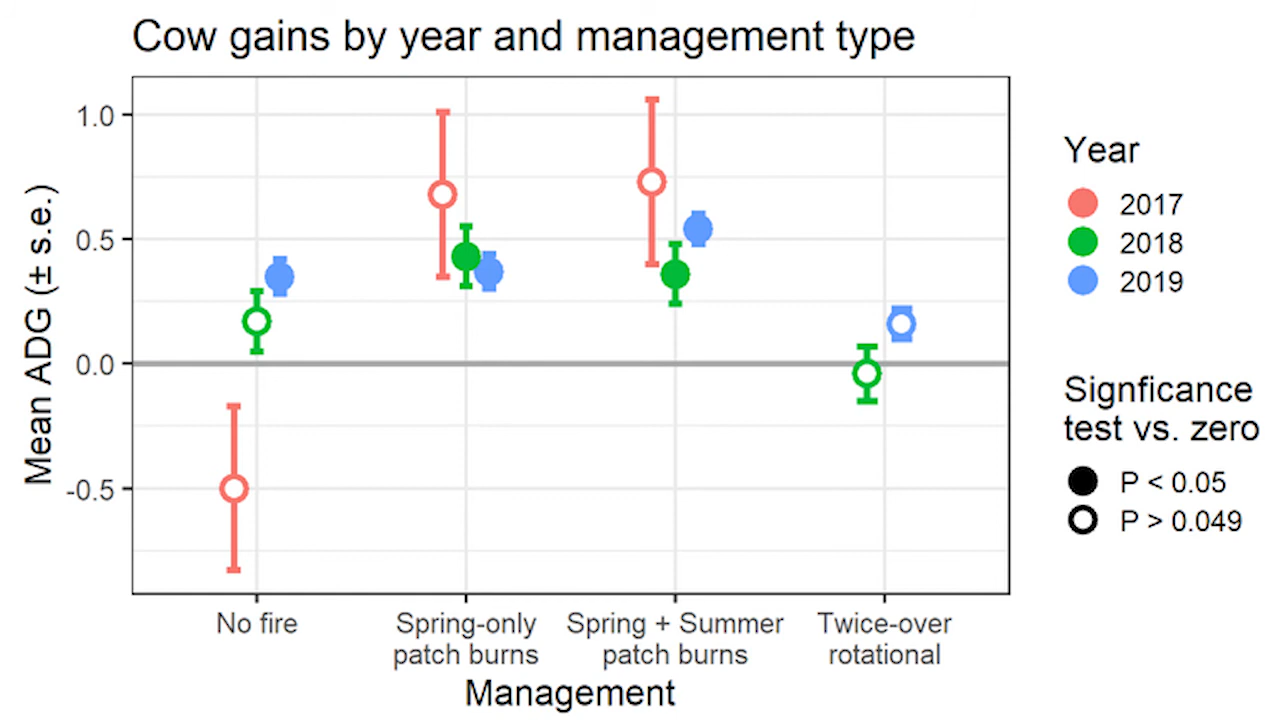 Cow gains by year and management type
Mean ADG (± s.e.)
1.0
0.5
0.0
-0.5
No fire
Spring-only
patch burns
Spring + Summer
patch burns
Twice-over
rotational
Management
Year
2017
2018
2019
Signficance
test vs. zero
P < 0.05
P > 0.049